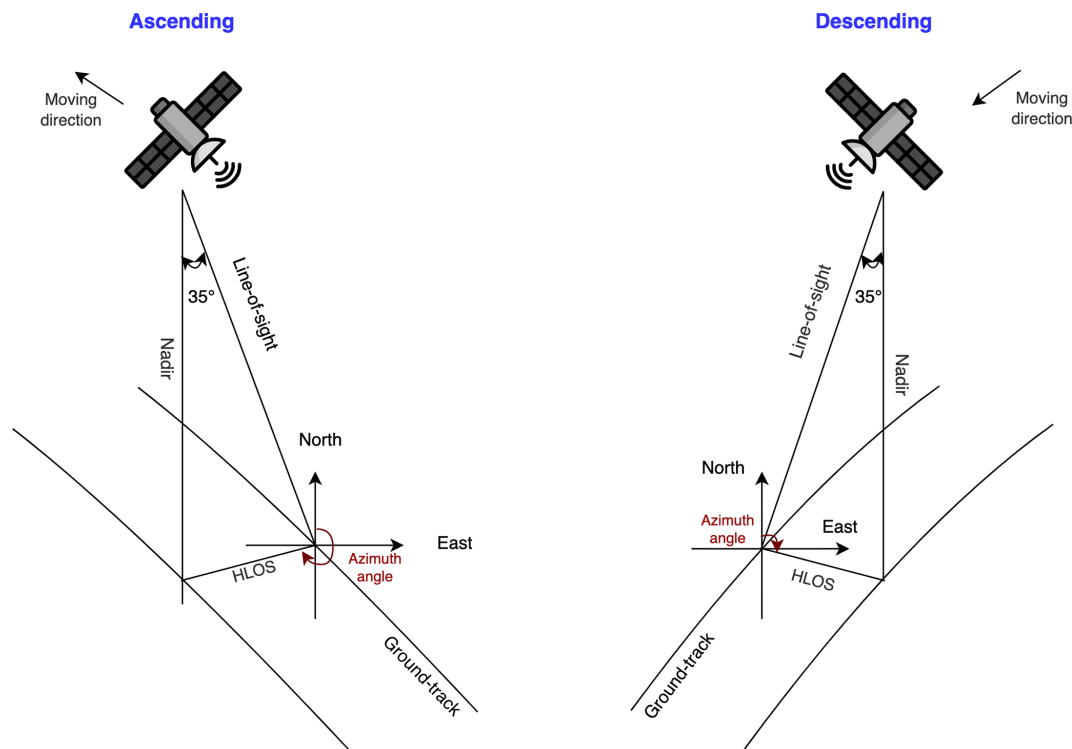 Ascending
Moving
direction
35°
Line-of-sight
Nadir
North
East
Azimuth
angle
HLOS
Ground-track
Descending
Moving
direction
35°
Line-of-sight
Nadir
North
Azimuth
angle
East
HLOS
Ground-track